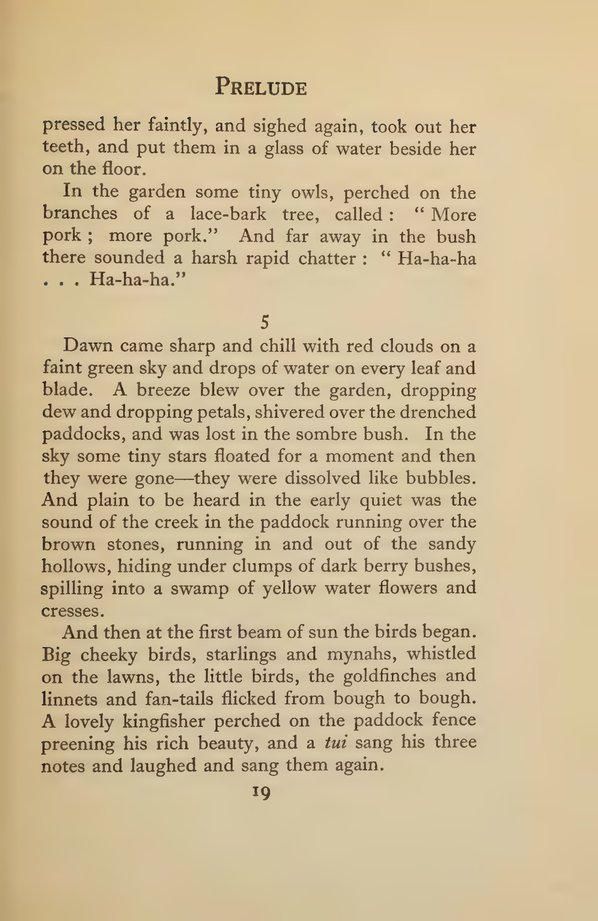 PRELUDE
pressed her faintly, and sighed again, took out her
teeth, and put them in a glass of water beside her
on the floor.
In the garden some tiny owls, perched on the
branches of a lace-bark tree, called : “ More
pork ; more pork.” And far away in the bush
there sounded a harsh rapid chatter : “ Ha-ha-ha
. . . Ha-ha-ha.”
5
Dawn came sharp and chill with red clouds on a
faint green sky and drops of water on every leaf and
blade. A breeze blew over the garden, dropping
dew and dropping petals, shivered over the drenched
paddocks, and was lost in the sombre bush. In the
sky some tiny stars floated for a moment and then
they were gone—they were dissolved like bubbles.
And plain to be heard in the early quiet was the
sound of the creek in the paddock running over the
brown stones, running in and out of the sandy
hollows, hiding under clumps of dark berry bushes,
spilling into a swamp of yellow water flowers and
cresses.
And then at the first beam of sun the birds began.
Big cheeky birds, starlings and mynahs, whistled
on the lawns, the little birds, the goldfinches and
linnets and fan-tails flicked from bough to bough.
A lovely kingfisher perched on the paddock fence
preening his rich beauty, and a tui sang his three
notes and laughed and sang them again.
19